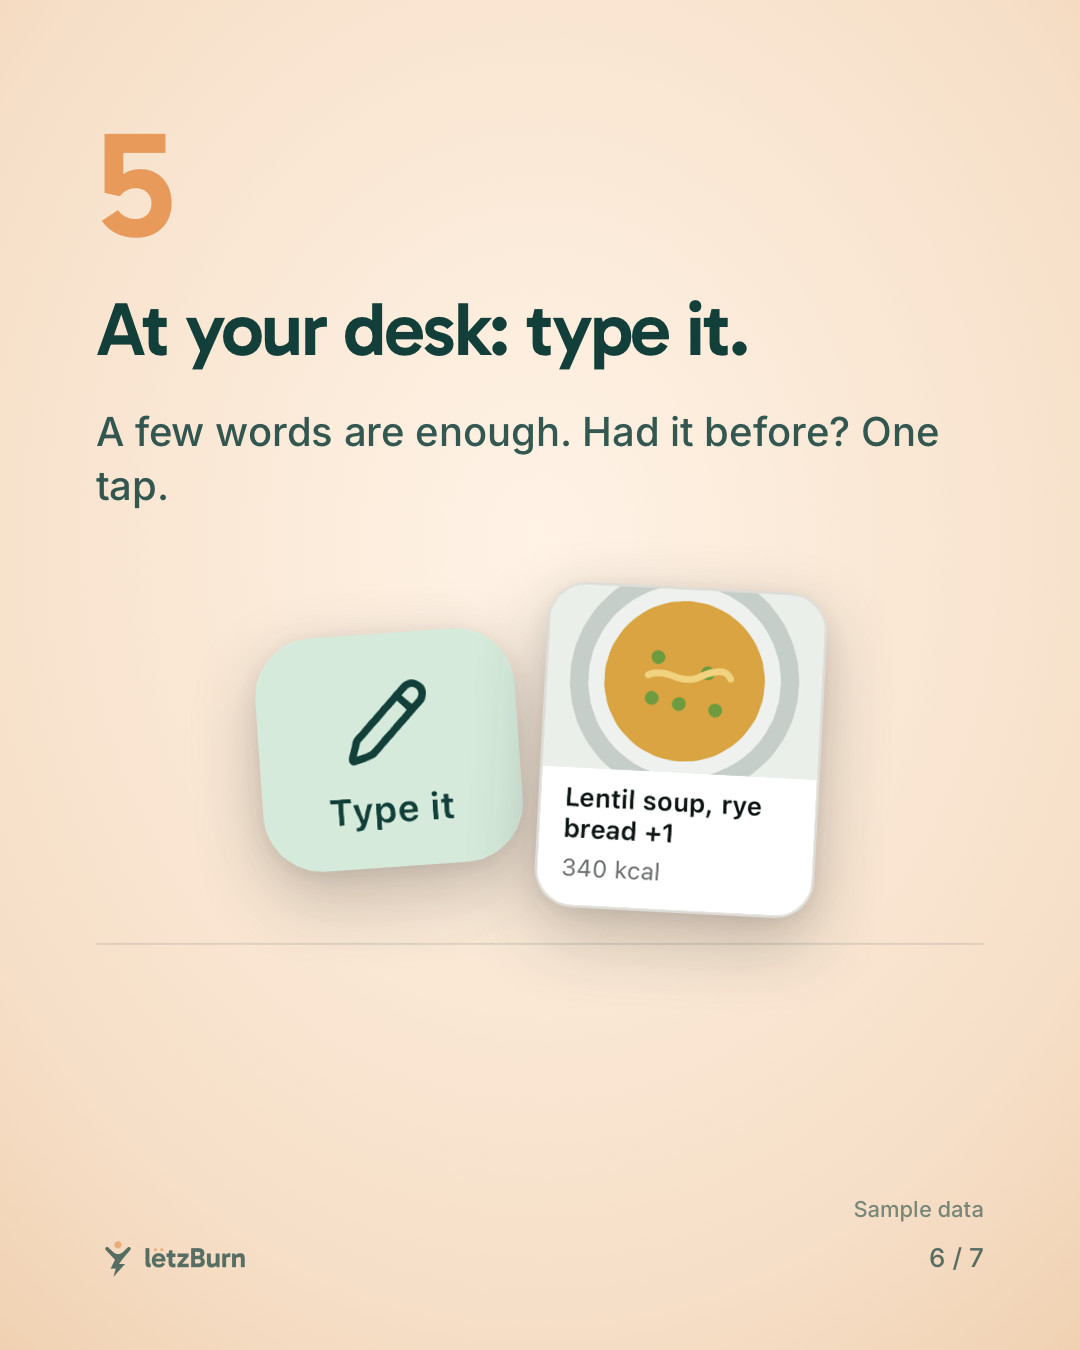 5
At your desk: type it.
A few words are enough. Had it before? One
tap.
Type it
Lentil soup, rye
bread +1
340 kcal
Sample data
lëtzBurn
6 / 7